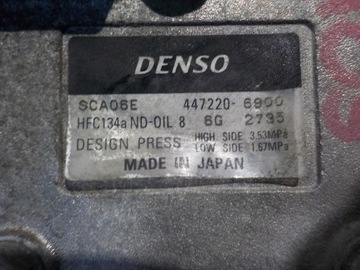 DENSO
SCA06E 447220-6900
HFC134a ND-OIL 8 6G 2735
DESIGN PRESS HIGH SIDE 3.53MPa
LOW SIDE 1.67MPa
MADE IN JAPAN